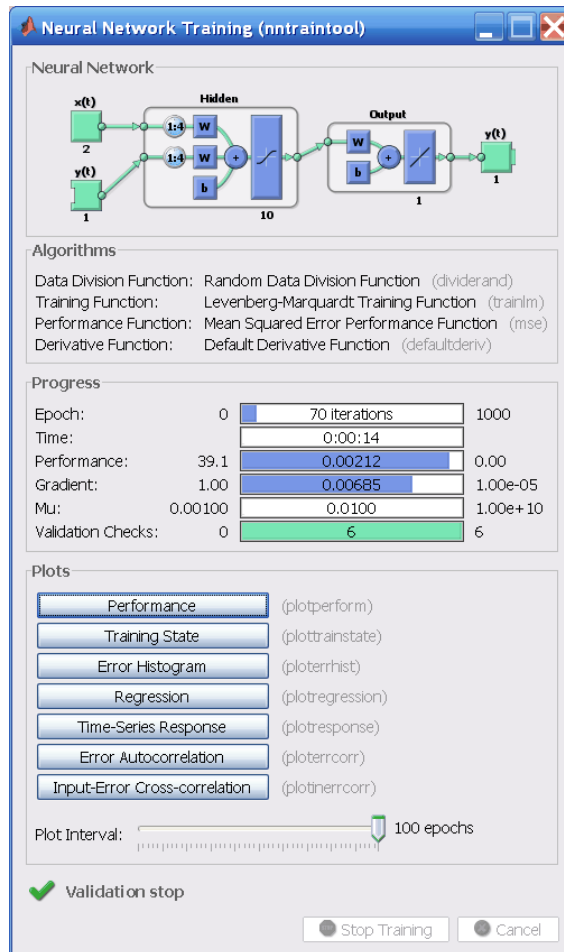 Neural Network Training (nntraintool)
Neural Network
Hidden
Output
x(t)
y(t)
2
1:4
W
1:4
W
+
W
+
b
b
y(t)
1
10
1
1
Algorithms
Data Division Function: Random Data Division Function (dividerand)
Training Function: Levenberg-Marquardt Training Function (trainlm)
Performance Function: Mean Squared Error Performance Function (mse)
Derivative Function: Default Derivative Function (defaultderiv)
Progress
Epoch: 0 70 iterations 1000
Time: 0:00:14
Performance: 39.1 0.00212 0.00
Gradient: 1.00 0.00685 1.00e-05
Mu: 0.00100 0.0100 1.00e+10
Validation Checks: 0 6 6
Plots
Performance (plotperform)
Training State (plottrainstate)
Error Histogram (ploterrhist)
Regression (plotregression)
Time-Series Response (plotresponse)
Error Autocorrelation (ploterrcorr)
Input-Error Cross-correlation (plotinerrcorr)
Plot Interval: 100 epochs
Validation stop
Stop Training Cancel